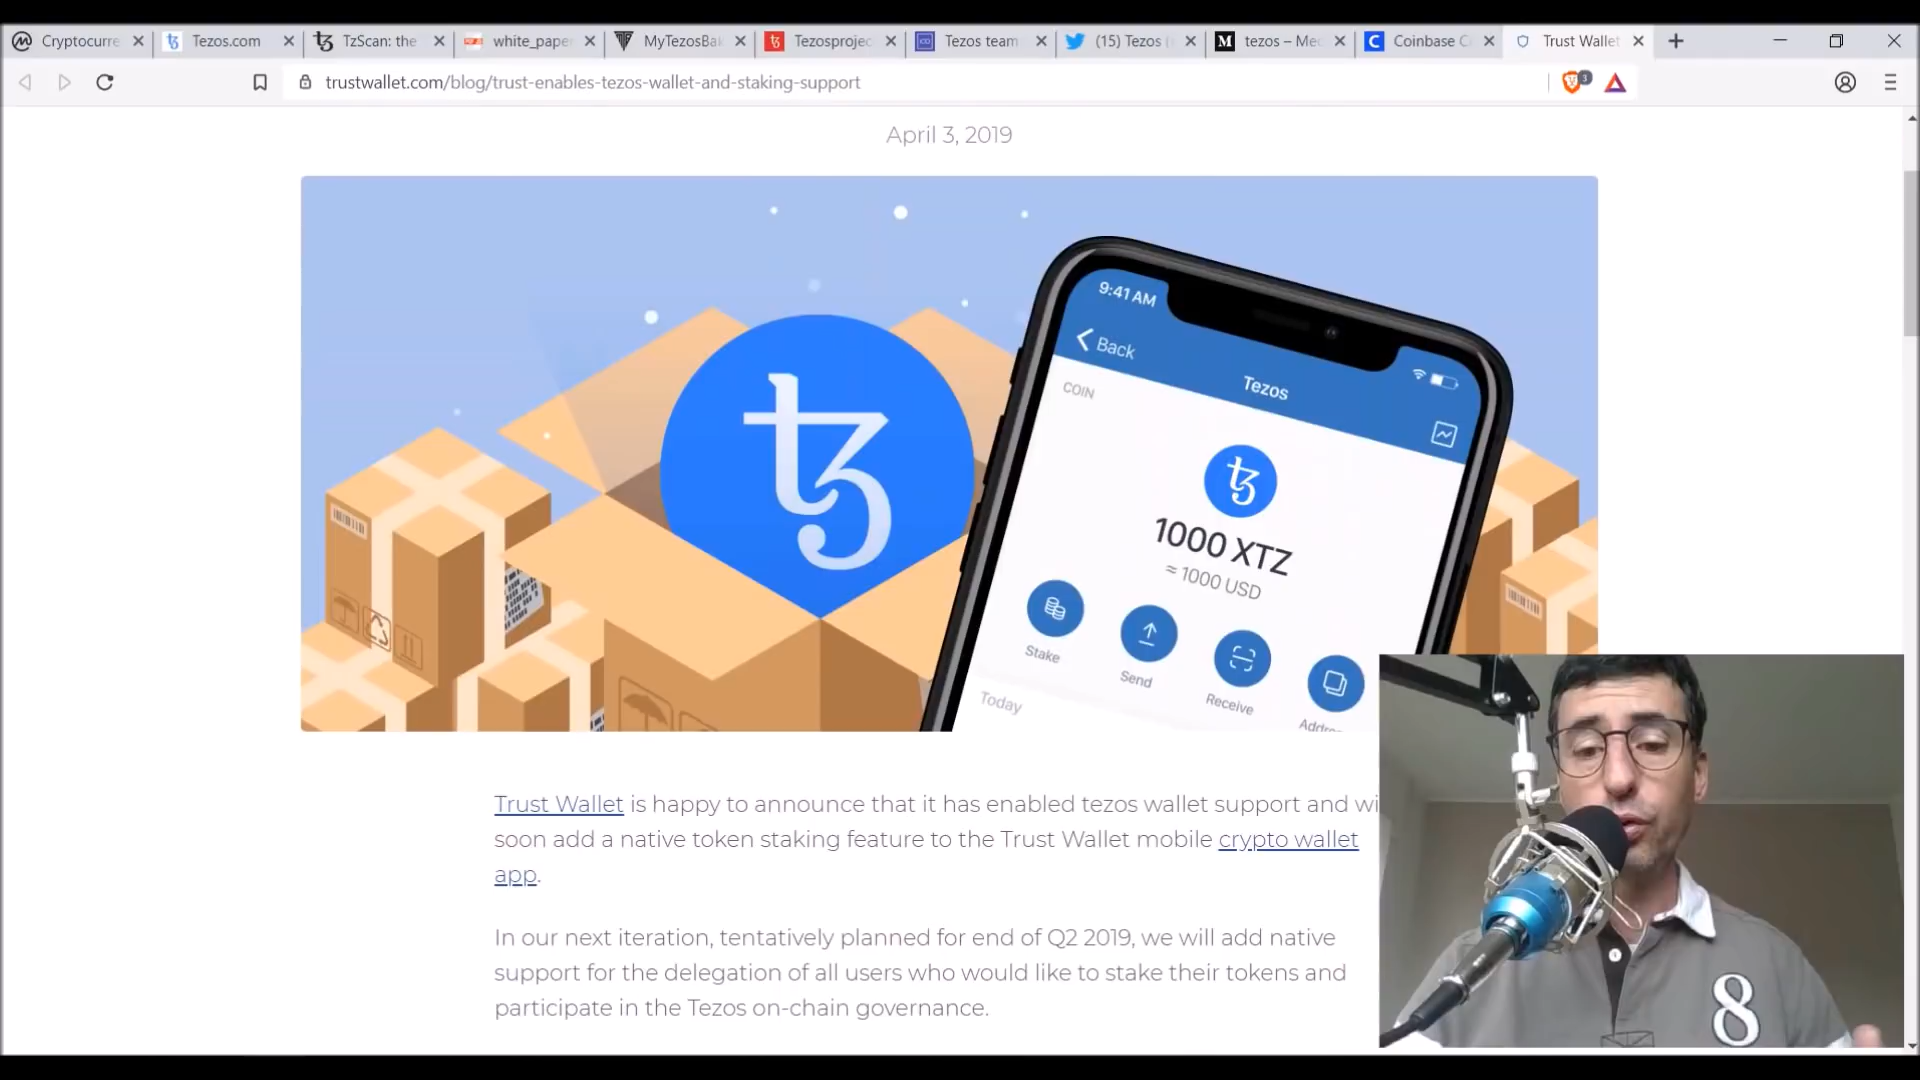 Cryptocurre
Tezos.com
TzScan: the
white_pape
MyTezosBak
Tezosprojec
Tezos team
(15) Tezos (
tezos – Med
Coinbase C
Trust Wallet
trustwallet.com/blog/trust-enables-tezos-wallet-and-staking-support
3
April 3, 2019
9:41 AM
Back
Tezos
COIN
1000 XTZ
≈ 1000 USD
Stake
Send
Receive
Addre
Today
Trust Wallet is happy to announce that it has enabled tezos wallet support and wi
soon add a native token staking feature to the Trust Wallet mobile crypto wallet
app.
In our next iteration, tentatively planned for end of Q2 2019, we will add native
support for the delegation of all users who would like to stake their tokens and
participate in the Tezos on-chain governance.
8